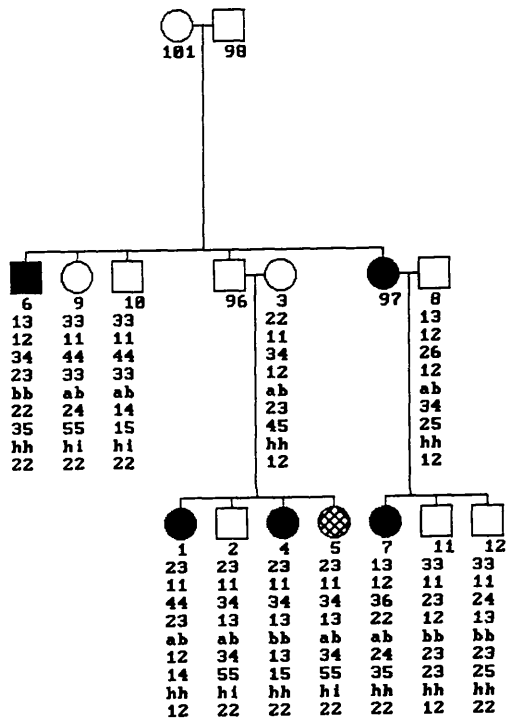 101 98
6 9 10 96 3 97 8
13 33 33 22 13
12 11 11 11 12
34 44 44 34 26
23 33 33 12 12
bb ab ab ab ab
22 24 14 23 34
35 55 15 45 25
hh hi hi hh hh
22 22 22 12 12
1 2 4 5 7 11 12
23 23 23 23 13 33 33
11 11 11 11 12 11 11
44 34 34 34 36 23 24
23 13 13 13 22 12 13
ab ab bb ab ab bb bb
12 34 13 34 24 23 23
14 55 15 55 35 23 25
hh hi hh hi hh hh hh
12 22 22 22 22 12 22